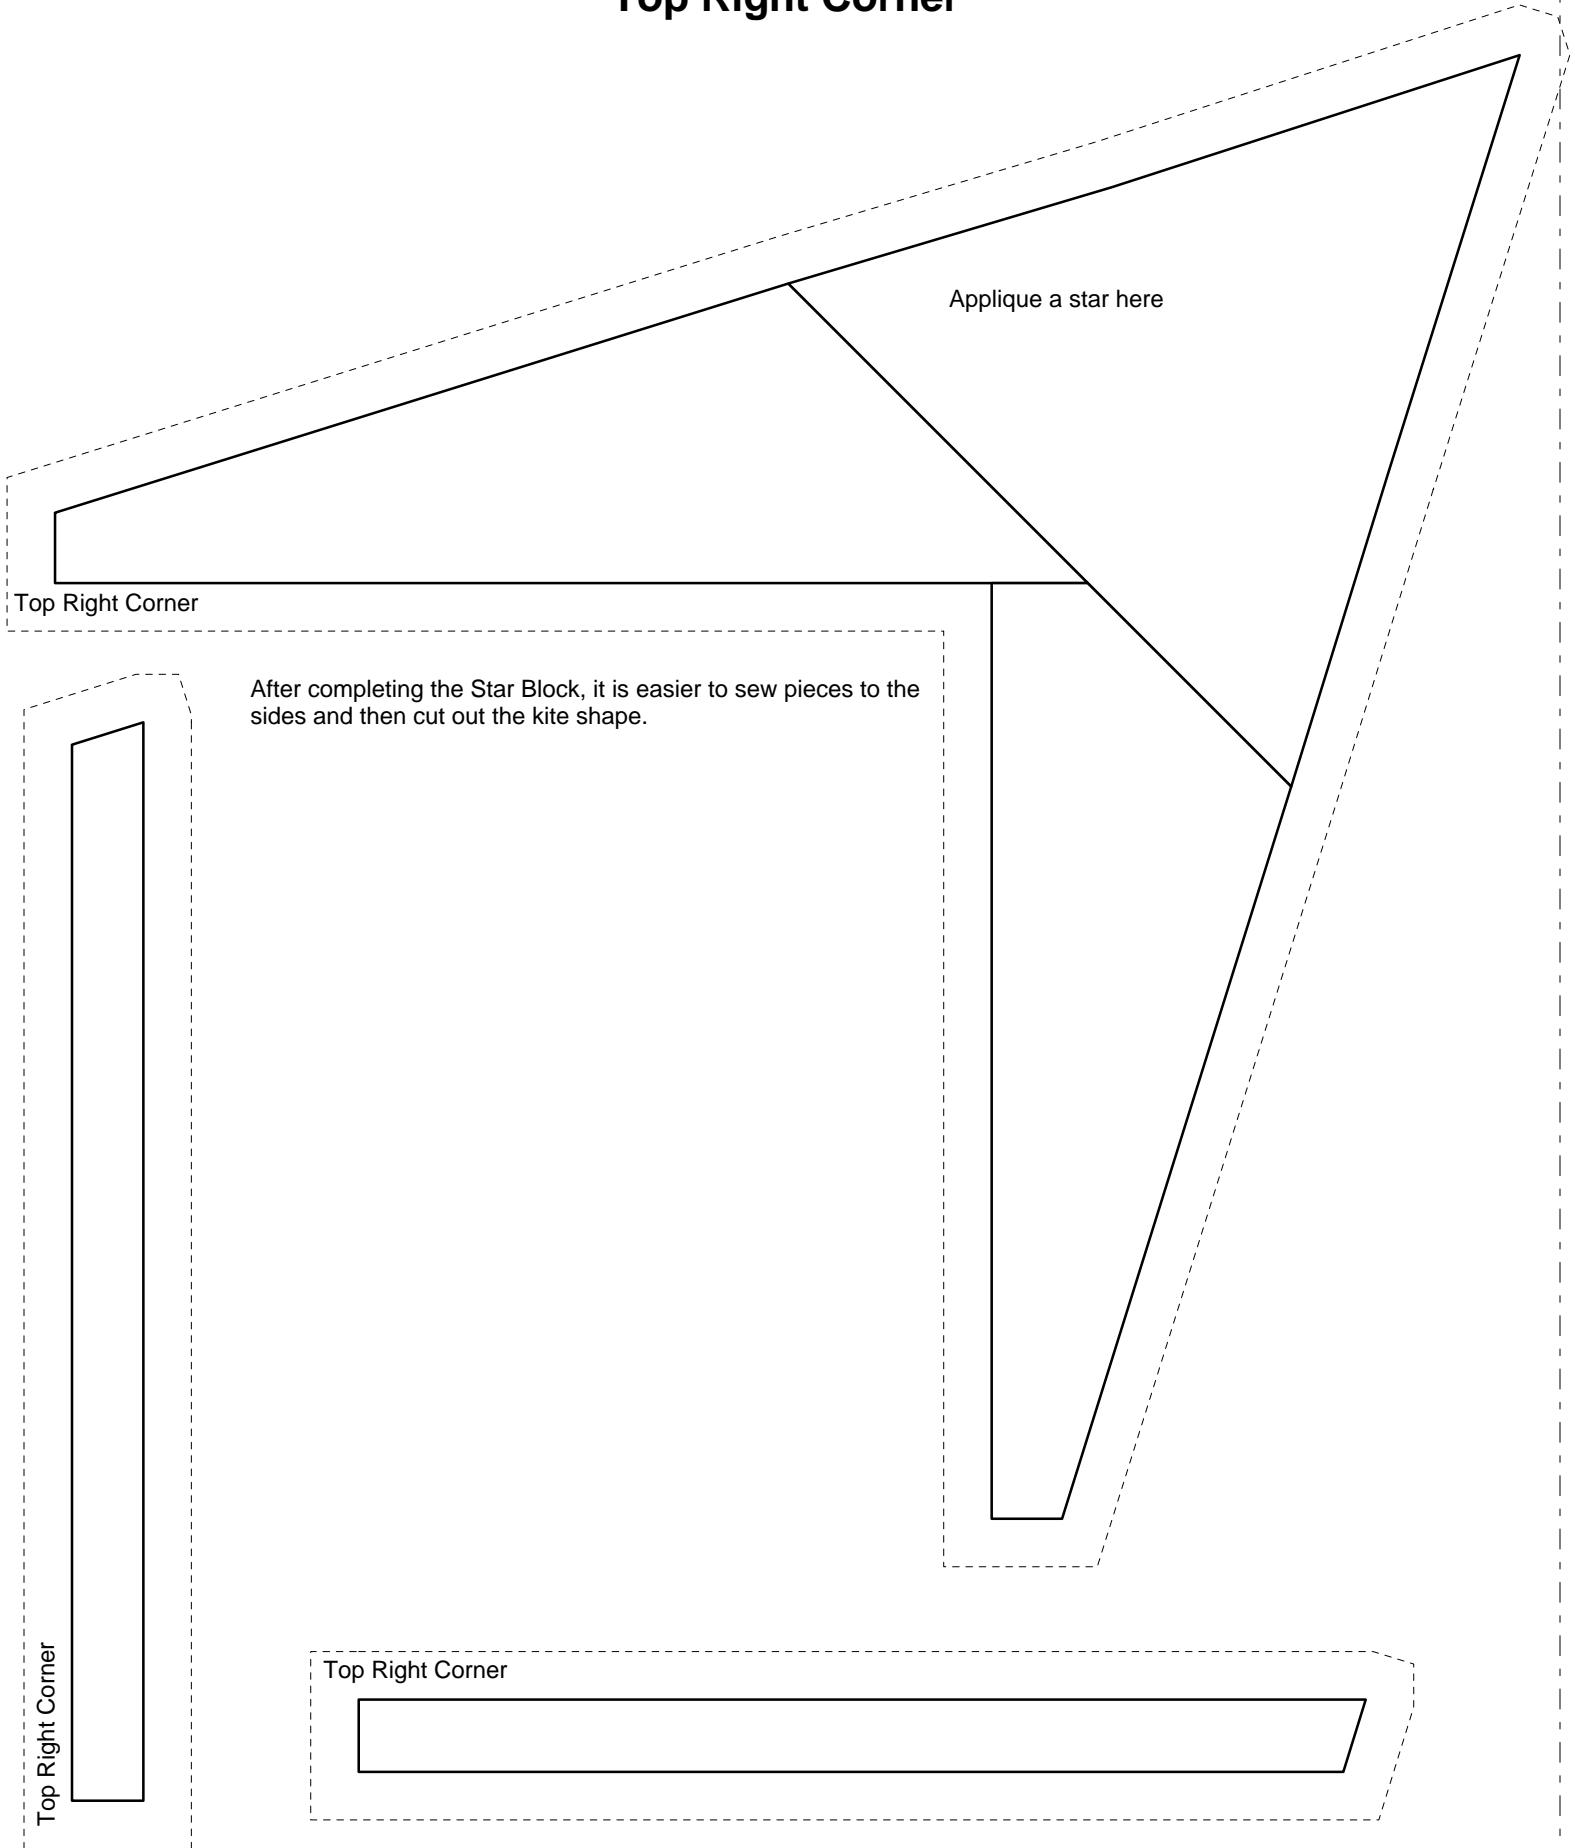 Top Right Corner
Applique a star here
Top Right Corner
After completing the Star Block, it is easier to sew pieces to the
sides and then cut out the kite shape.
Top Right Corner
Top Right Corner